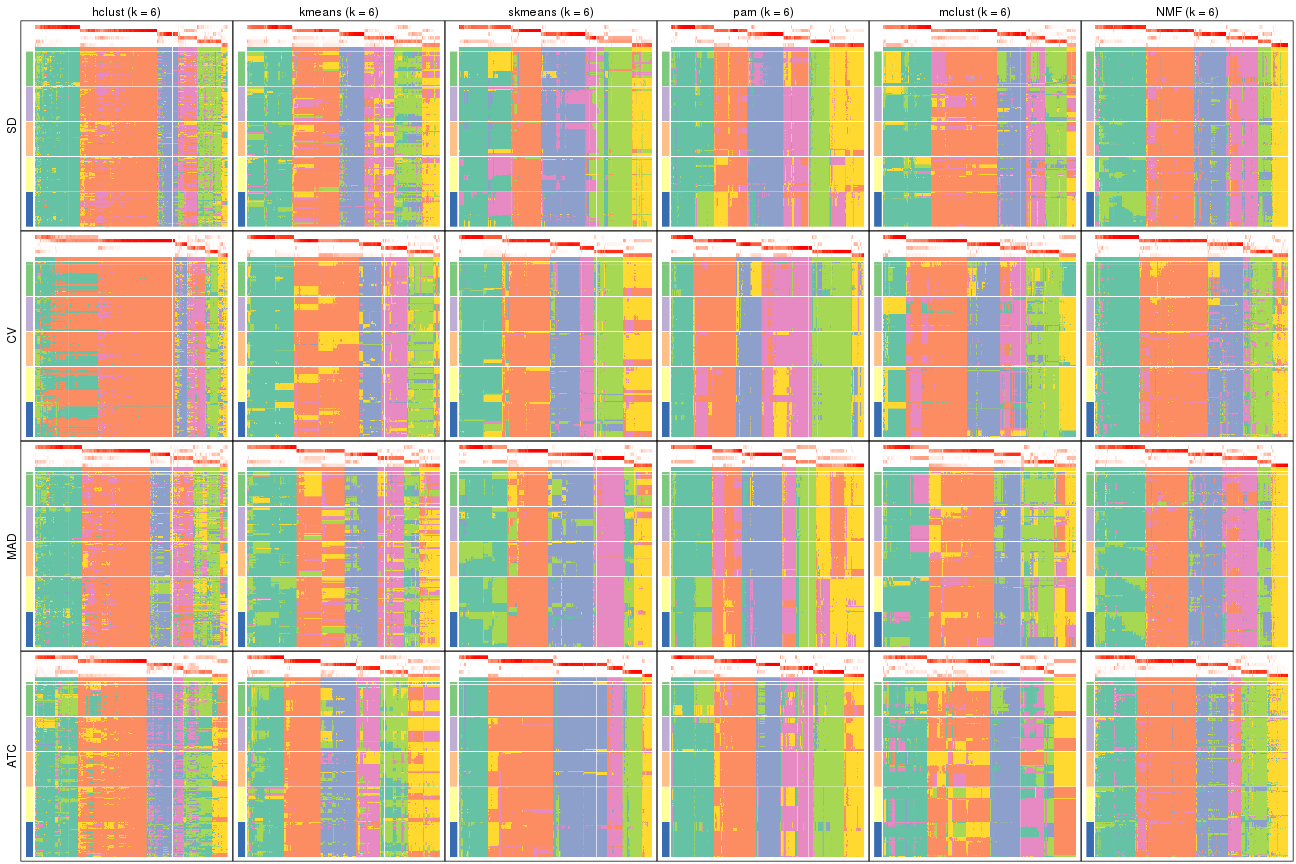 hclust (k = 6) kmeans (k = 6) skmeans (k = 6) pam (k = 6) mclust (k = 6) NMF (k = 6)
SD
CV
MAD
ATC